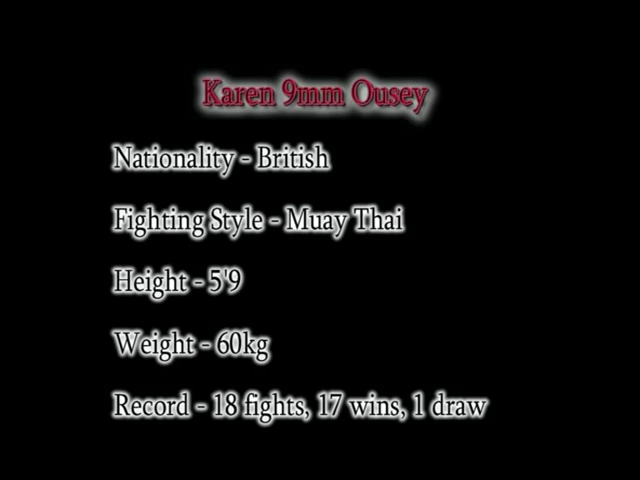 Karen 9mm Ousey
Nationality - British
Fighting Style - Muay Thai
Height - 5'9
Weight - 60kg
Record - 18 fights, 17 wins, 1 draw